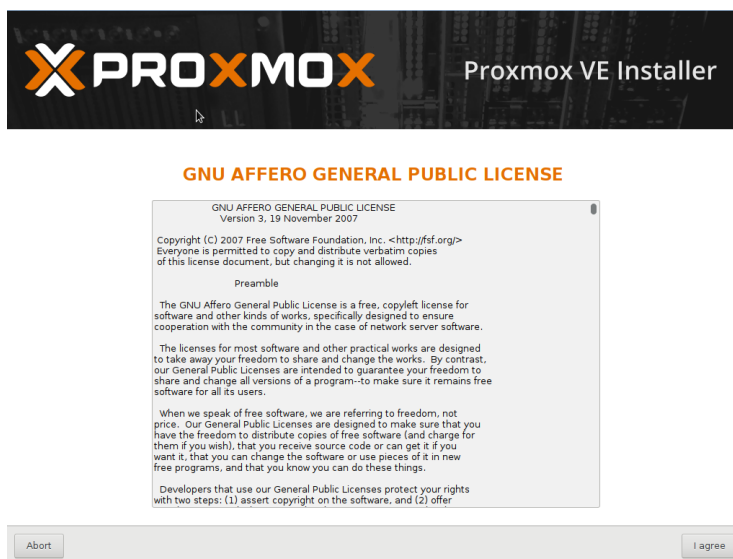 PROXMOX
Proxmox VE Installer
GNU AFFERO GENERAL PUBLIC LICENSE
GNU AFFERO GENERAL PUBLIC LICENSE
Version 3, 19 November 2007
Copyright (C) 2007 Free Software Foundation, Inc. <http://fsf.org/>
Everyone is permitted to copy and distribute verbatim copies
of this license document, but changing it is not allowed.
Preamble
The GNU Affero General Public License is a free, copyleft license for
software and other kinds of works, specifically designed to ensure
cooperation with the community in the case of network server software.
The licenses for most software and other practical works are designed
to take away your freedom to share and change the works.  By contrast,
our General Public Licenses are intended to guarantee your freedom to
share and change all versions of a program--to make sure it remains free
software for all its users.
When we speak of free software, we are referring to freedom, not
price.  Our General Public Licenses are designed to make sure that you
have the freedom to distribute copies of free software (and charge for
them if you wish), that you receive source code or can get it if you
want it, that you can change the software or use pieces of it in new
free programs, and that you know you can do these things.
Developers that use our General Public Licenses protect your rights
with two steps: (1) assert copyright on the software, and (2) offer
Abort
I agree